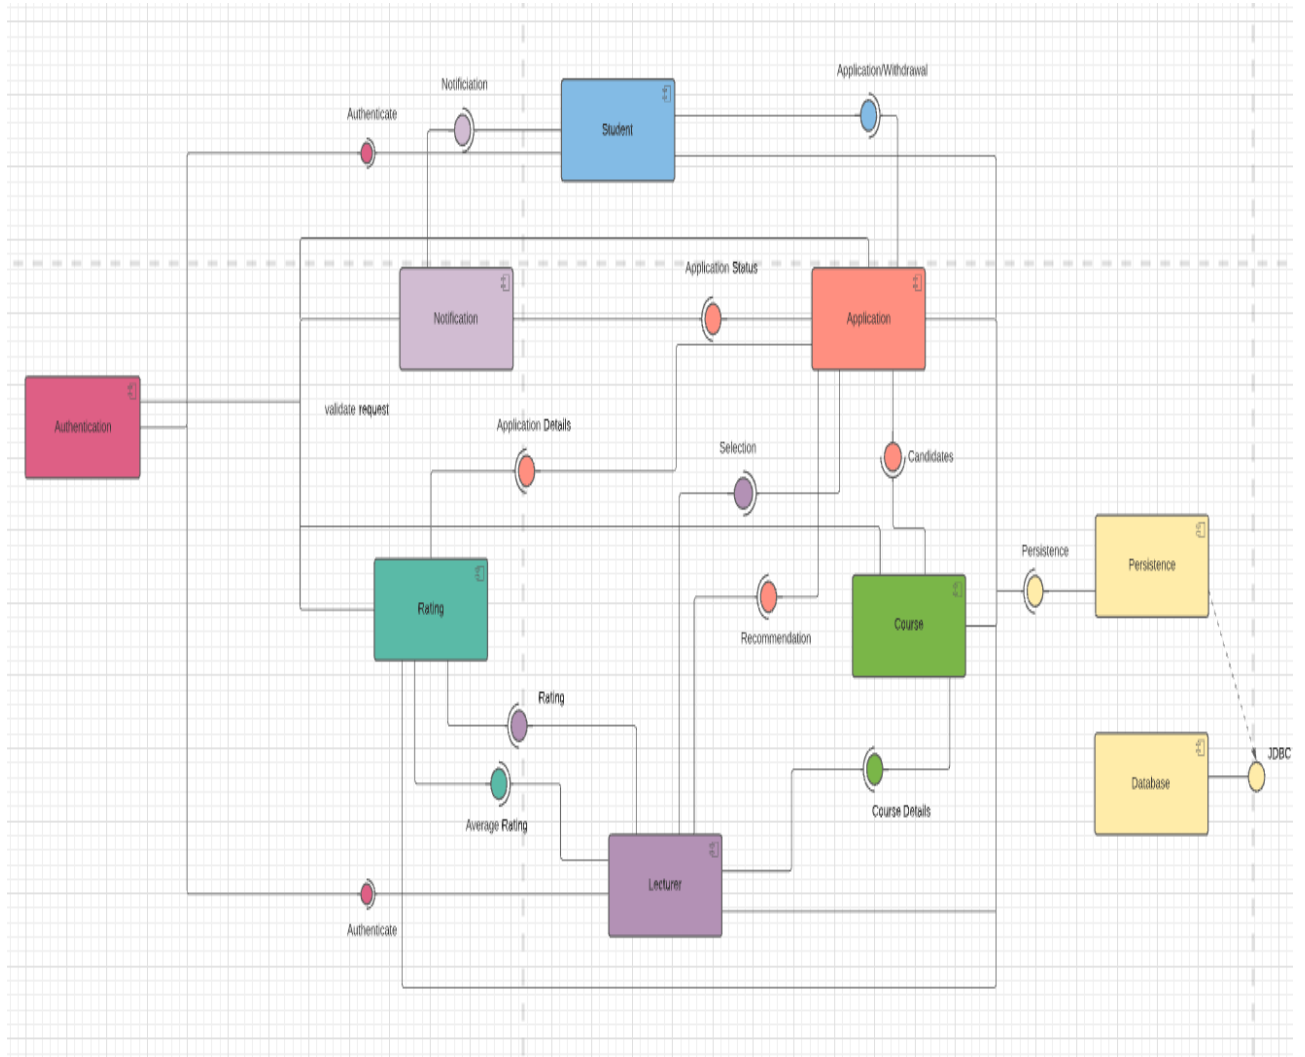 Application/Withdrawal
Notificiation
Authenticate
Student
Application Status
Notification
Application
validate request
Authentication
Application Details
Selection
Candidates
Persistence
Persistence
Rating
Course
Recommendation
Rating
JDBC
Database
Course Details
Average Rating
Lecturer
Authenticate